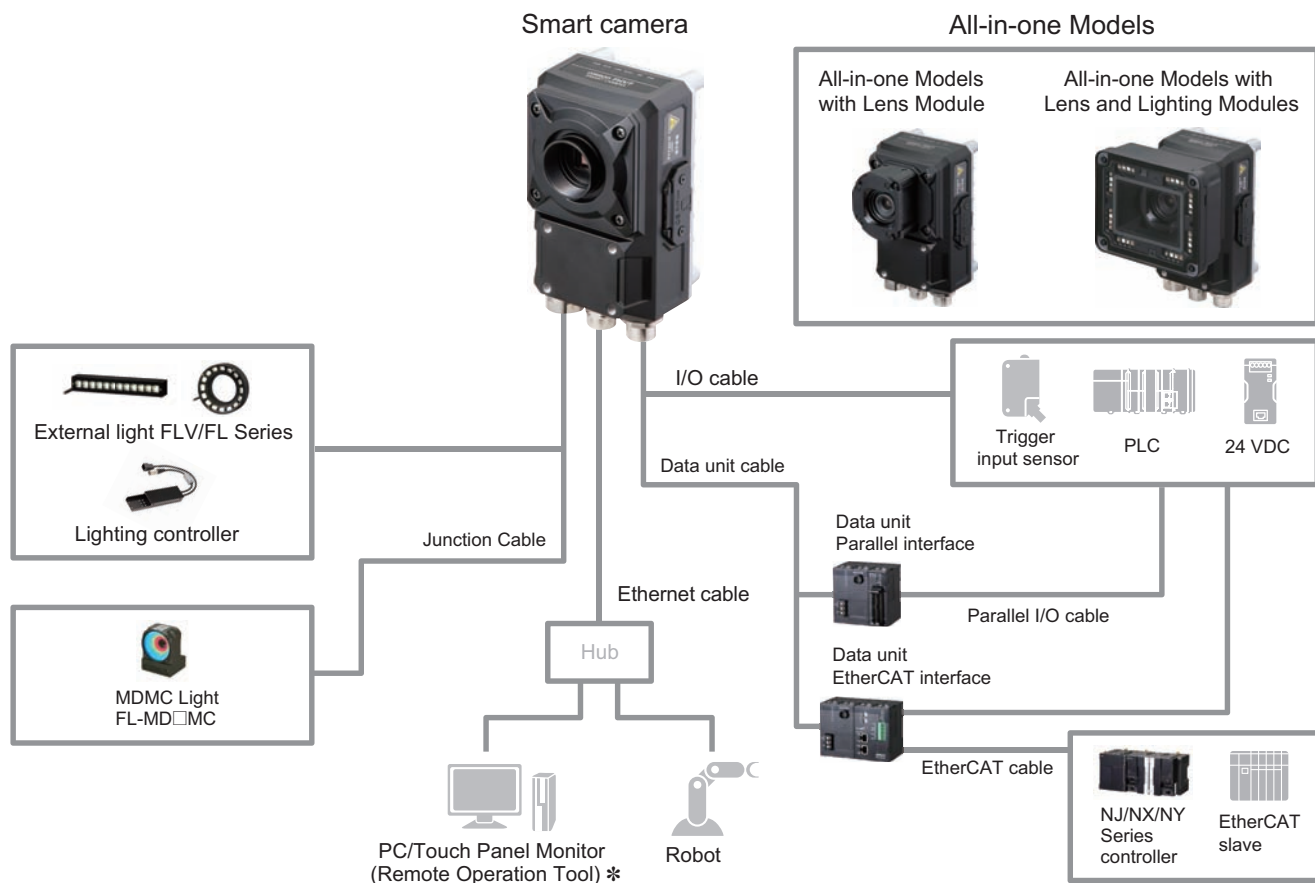 Smart camera
All-in-one Models
All-in-one Models
with Lens Module
All-in-one Models with
Lens and Lighting Modules
External light FLV/FL Series
Lighting controller
I/O cable
Trigger
input sensor
PLC
24 VDC
Data unit cable
Junction Cable
Data unit
Parallel interface
Ethernet cable
Parallel I/O cable
Hub
MDMC Light
FL-MD□MC
Data unit
EtherCAT interface
EtherCAT cable
NJ/NX/NY
Series
controller
EtherCAT
slave
PC/Touch Panel Monitor
(Remote Operation Tool) ✻
Robot